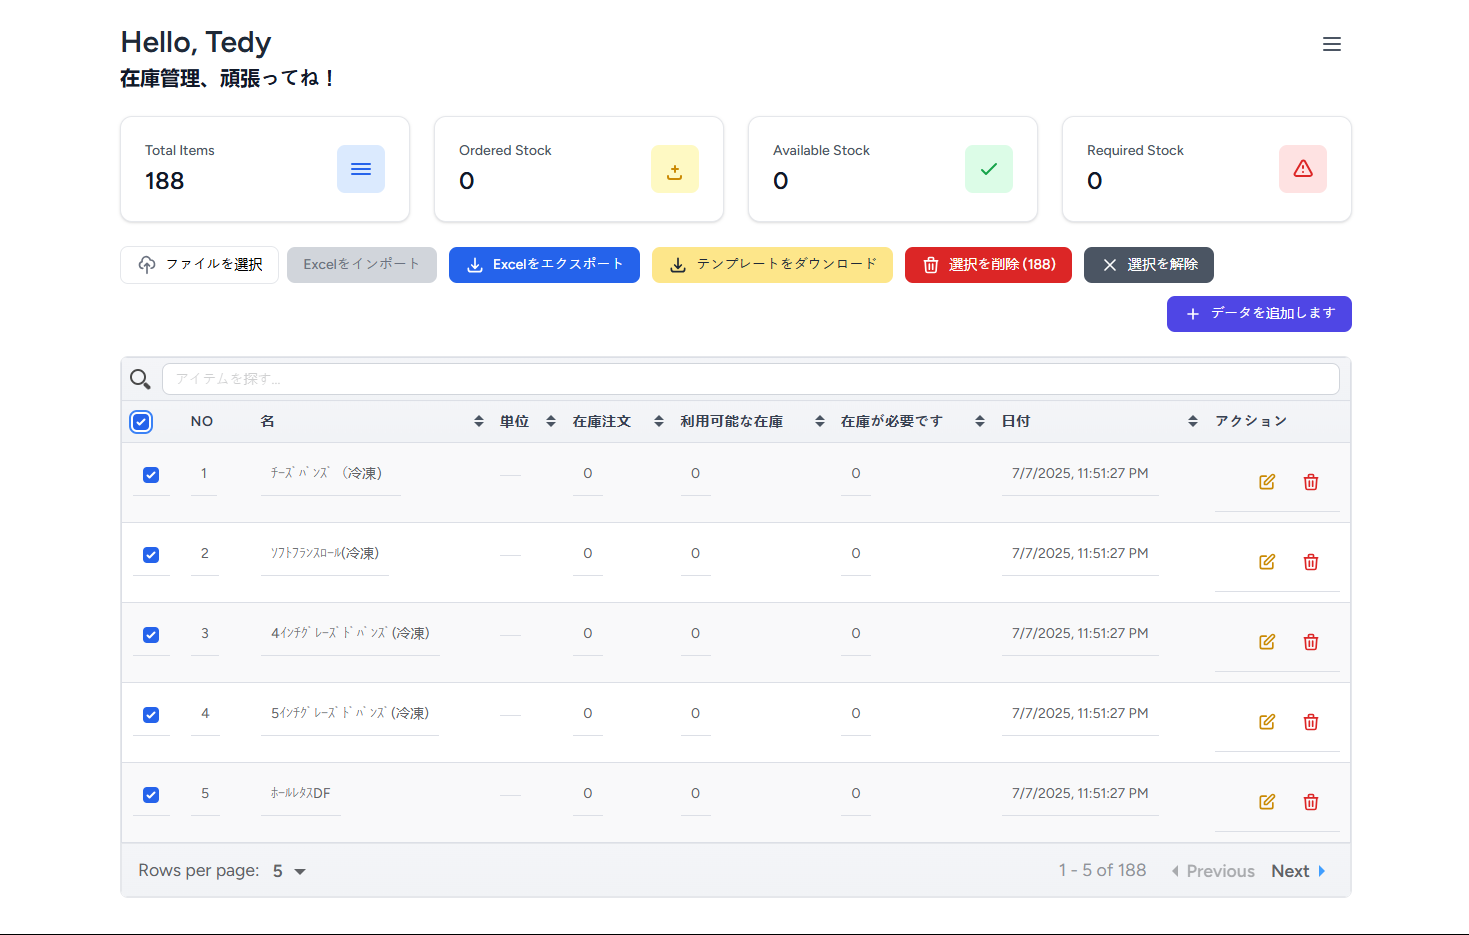 Hello, Tedy
在庫管理、頑張ってね！
Total Items
188
Ordered Stock
0
Available Stock
0
Required Stock
0
ファイルを選択
Excelをインポート
Excelをエクスポート
テンプレートをダウンロード
選択を削除 (188)
選択を解除
データを追加します
アイテムを探す...
NO 名 単位 在庫注文 利用可能な在庫 在庫が必要です 日付 アクション
1 ﾁｰｽﾞﾊﾞﾝｽﾞ（冷凍） 0 0 0 7/7/2025, 11:51:27 PM
2 ｿﾌﾄﾌﾗﾝｽﾛｰﾙ(冷凍) 0 0 0 7/7/2025, 11:51:27 PM
3 4ｲﾝﾁｸﾞﾚｰｽﾞﾄﾞﾊﾞﾝｽﾞ(冷凍) 0 0 0 7/7/2025, 11:51:27 PM
4 5ｲﾝﾁｸﾞﾚｰｽﾞﾄﾞﾊﾞﾝｽﾞ(冷凍) 0 0 0 7/7/2025, 11:51:27 PM
5 ﾎｰﾙﾚﾀｽDF 0 0 0 7/7/2025, 11:51:27 PM
Rows per page: 5 1 - 5 of 188 Previous Next